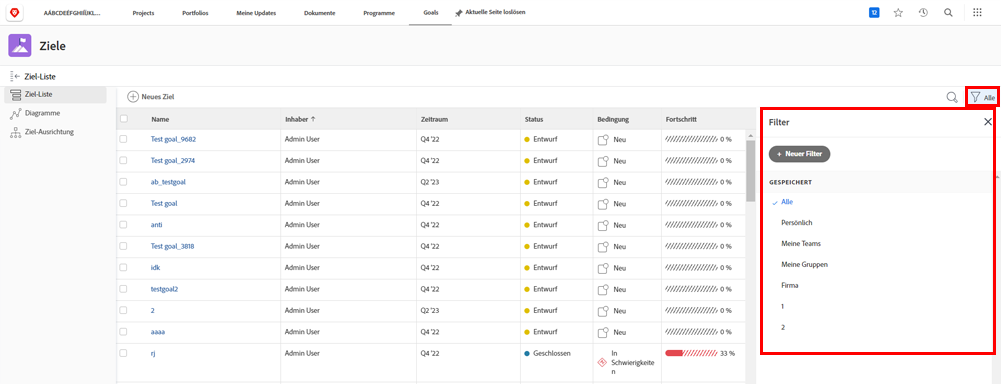 AÁBCDEÉFGHIÍJKL... Projects Portfolios Meine Updates Dokumente Programme Goals Aktuelle Seite loslösen 12
Ziele
Ziel-Liste
Ziel-Liste
Diagramme
Ziel-Ausrichtung
Neues Ziel Alle
Name Inhaber Zeitraum Status Bedingung Fortschritt
Test goal_9682 Admin User Q4 '22 Entwurf Neu 0 %
Test goal_2974 Admin User Q4 '22 Entwurf Neu 0 %
ab_testgoal Admin User Q2 '23 Entwurf Neu 0 %
Test goal Admin User Q4 '22 Entwurf Neu 0 %
anti Admin User Q4 '22 Entwurf Neu 0 %
Test goal_3818 Admin User Q4 '22 Entwurf Neu 0 %
idk Admin User Q4 '22 Entwurf Neu 0 %
testgoal2 Admin User Q4 '22 Entwurf Neu 0 %
2 Admin User Q2 '23 Entwurf Neu 0 %
aaaa Admin User Q4 '22 Entwurf Neu 0 %
rj Admin User Q4 '22 Geschlossen In Schwierigkeite n 33 %
Filter
+ Neuer Filter
GESPEICHERT
Alle
Persönlich
Meine Teams
Meine Gruppen
Firma
1
2